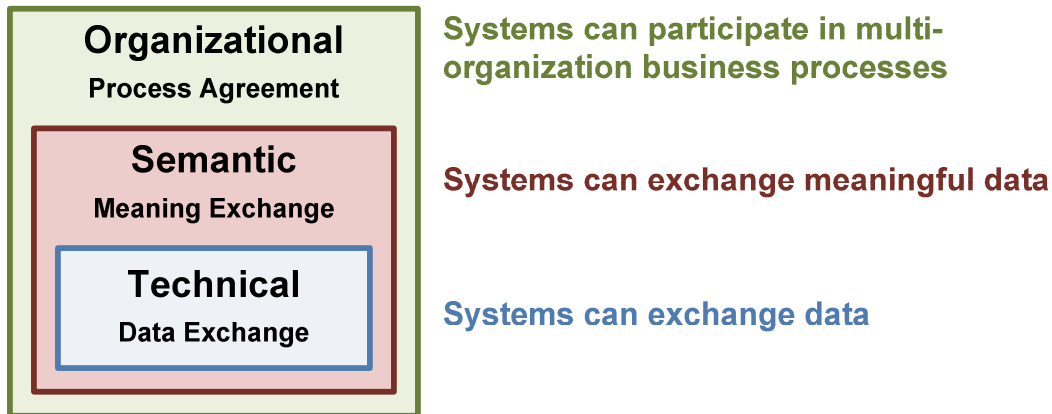 Organizational
Process Agreement
Systems can participate in multi-
organization business processes
Semantic
Meaning Exchange
Systems can exchange meaningful data
Technical
Data Exchange
Systems can exchange data